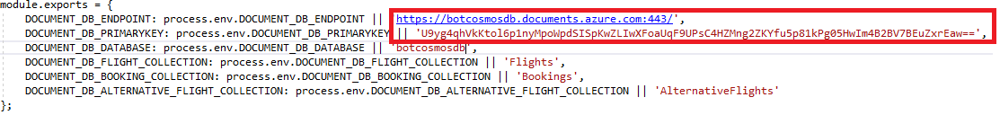 module.exports = {
DOCUMENT_DB_ENDPOINT: process.env.DOCUMENT_DB_ENDPOINT || 'https://botcosmosdb.documents.azure.com:443/',
DOCUMENT_DB_PRIMARYKEY: process.env.DOCUMENT_DB_PRIMARYKEY || 'U9yg4qhVkKtol6p1nyMpoWpdSISpKwZLIwXFoaUqF9UPsC4HZMng2ZKYfu5p81kPg05HwIm4B2BV7BEuZxrEaw==',
DOCUMENT_DB_DATABASE: process.env.DOCUMENT_DB_DATABASE || 'botcosmosdb',
DOCUMENT_DB_FLIGHT_COLLECTION: process.env.DOCUMENT_DB_FLIGHT_COLLECTION || 'Flights',
DOCUMENT_DB_BOOKING_COLLECTION: process.env.DOCUMENT_DB_BOOKING_COLLECTION || 'Bookings',
DOCUMENT_DB_ALTERNATIVE_FLIGHT_COLLECTION: process.env.DOCUMENT_DB_ALTERNATIVE_FLIGHT_COLLECTION || 'AlternativeFlights'
};